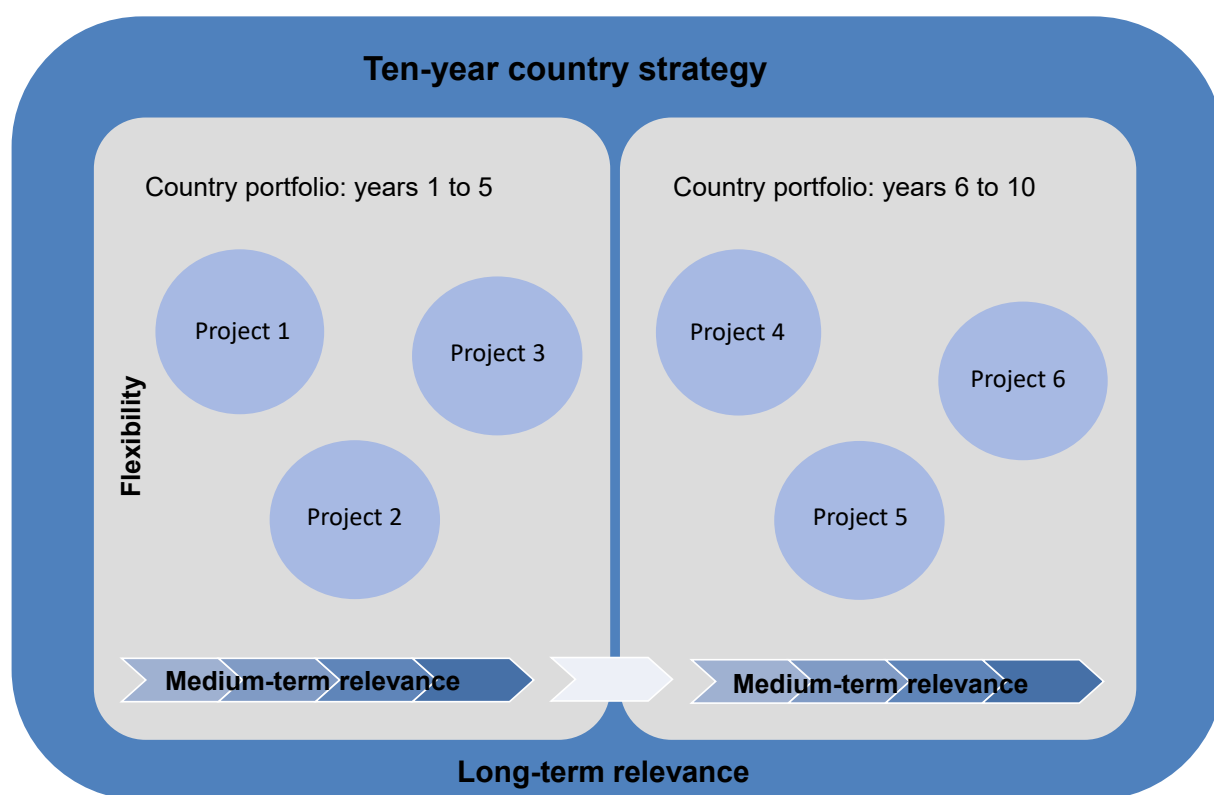 Ten-year country strategy
Country portfolio: years 1 to 5
Project 1
Project 3
Project 2
Flexibility
Medium-term relevance
Country portfolio: years 6 to 10
Project 4
Project 6
Project 5
Medium-term relevance
Long-term relevance